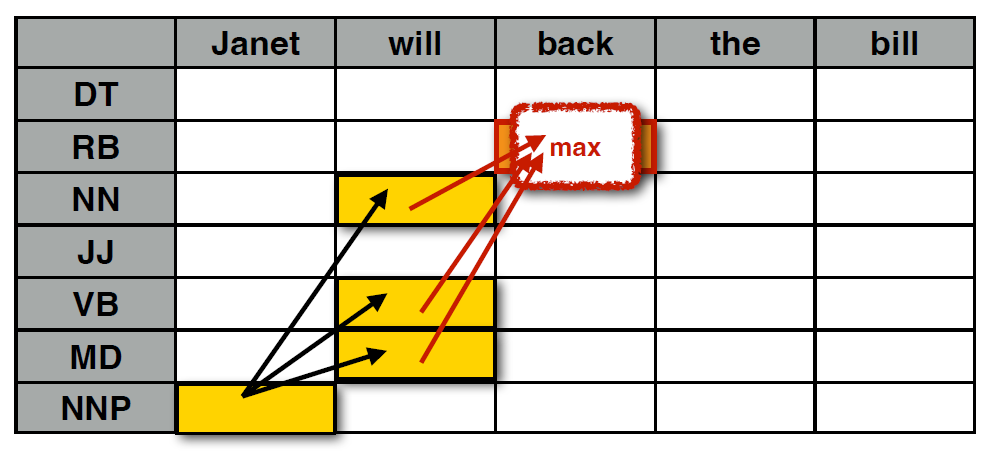 Janet will back the bill
DT
RB max
NN
JJ
VB
MD
NNP